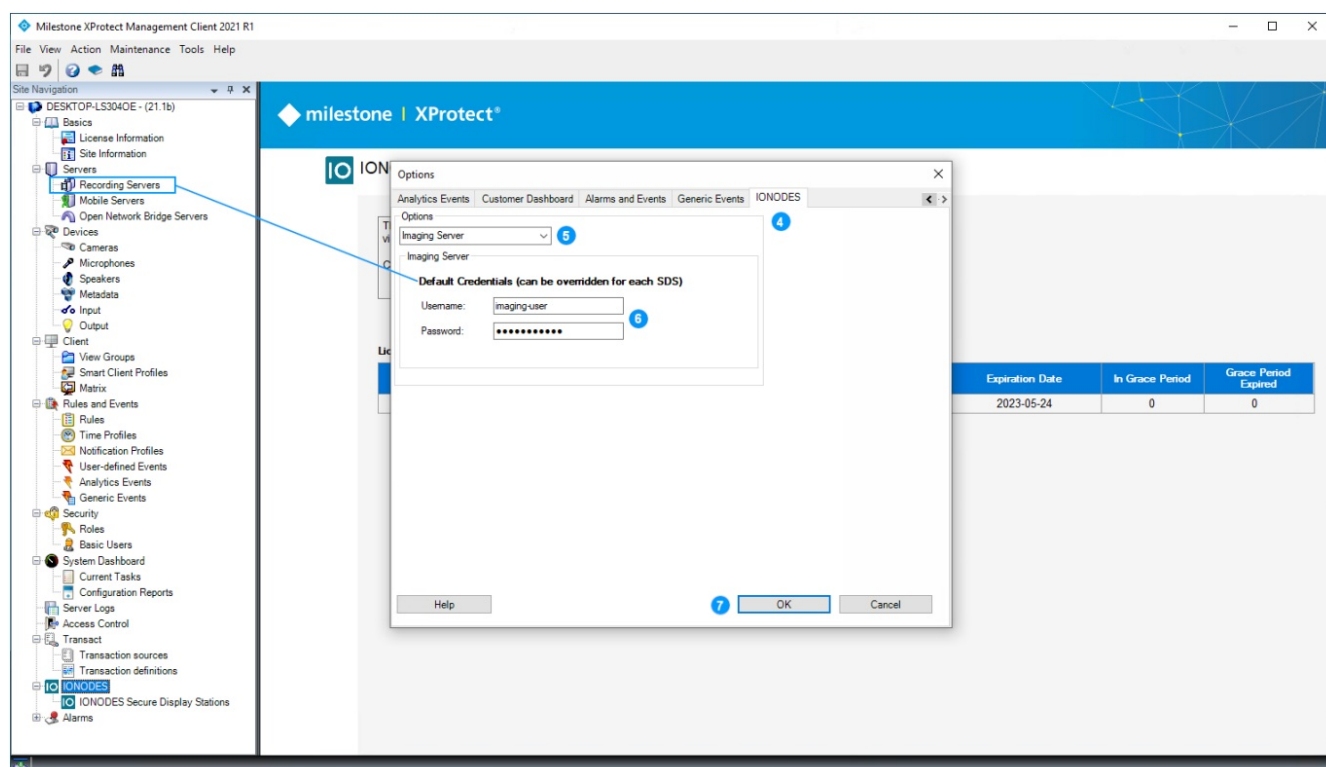 Milestone XProtect Management Client 2021 R1
File View Action Maintenance Tools Help
Site Navigation
DESKTOP-LS304OE - (21.1b)
Basics
License Information
Site Information
Servers
Recording Servers
Mobile Servers
Open Network Bridge Servers
Devices
Cameras
Microphones
Speakers
Metadata
Input
Output
Client
View Groups
Smart Client Profiles
Matrix
Rules and Events
Rules
Time Profiles
Notification Profiles
User-defined Events
Analytics Events
Generic Events
Security
Roles
Basic Users
System Dashboard
Current Tasks
Configuration Reports
Server Logs
Access Control
Transact
Transaction sources
Transaction definitions
IO IONODES
IO IONODES Secure Display Stations
Alarms
milestone | XProtect®
IO ION
Options
Analytics Events Customer Dashboard Alarms and Events Generic Events IONODES
4
Options
Imaging Server 5
Imaging Server
Default Credentials (can be overridden for each SDS)
Username: imaging-user
6
Password: •••••••••••
Help 7 OK Cancel
Lic
Expiration Date In Grace Period Grace Period Expired
2023-05-24 0 0